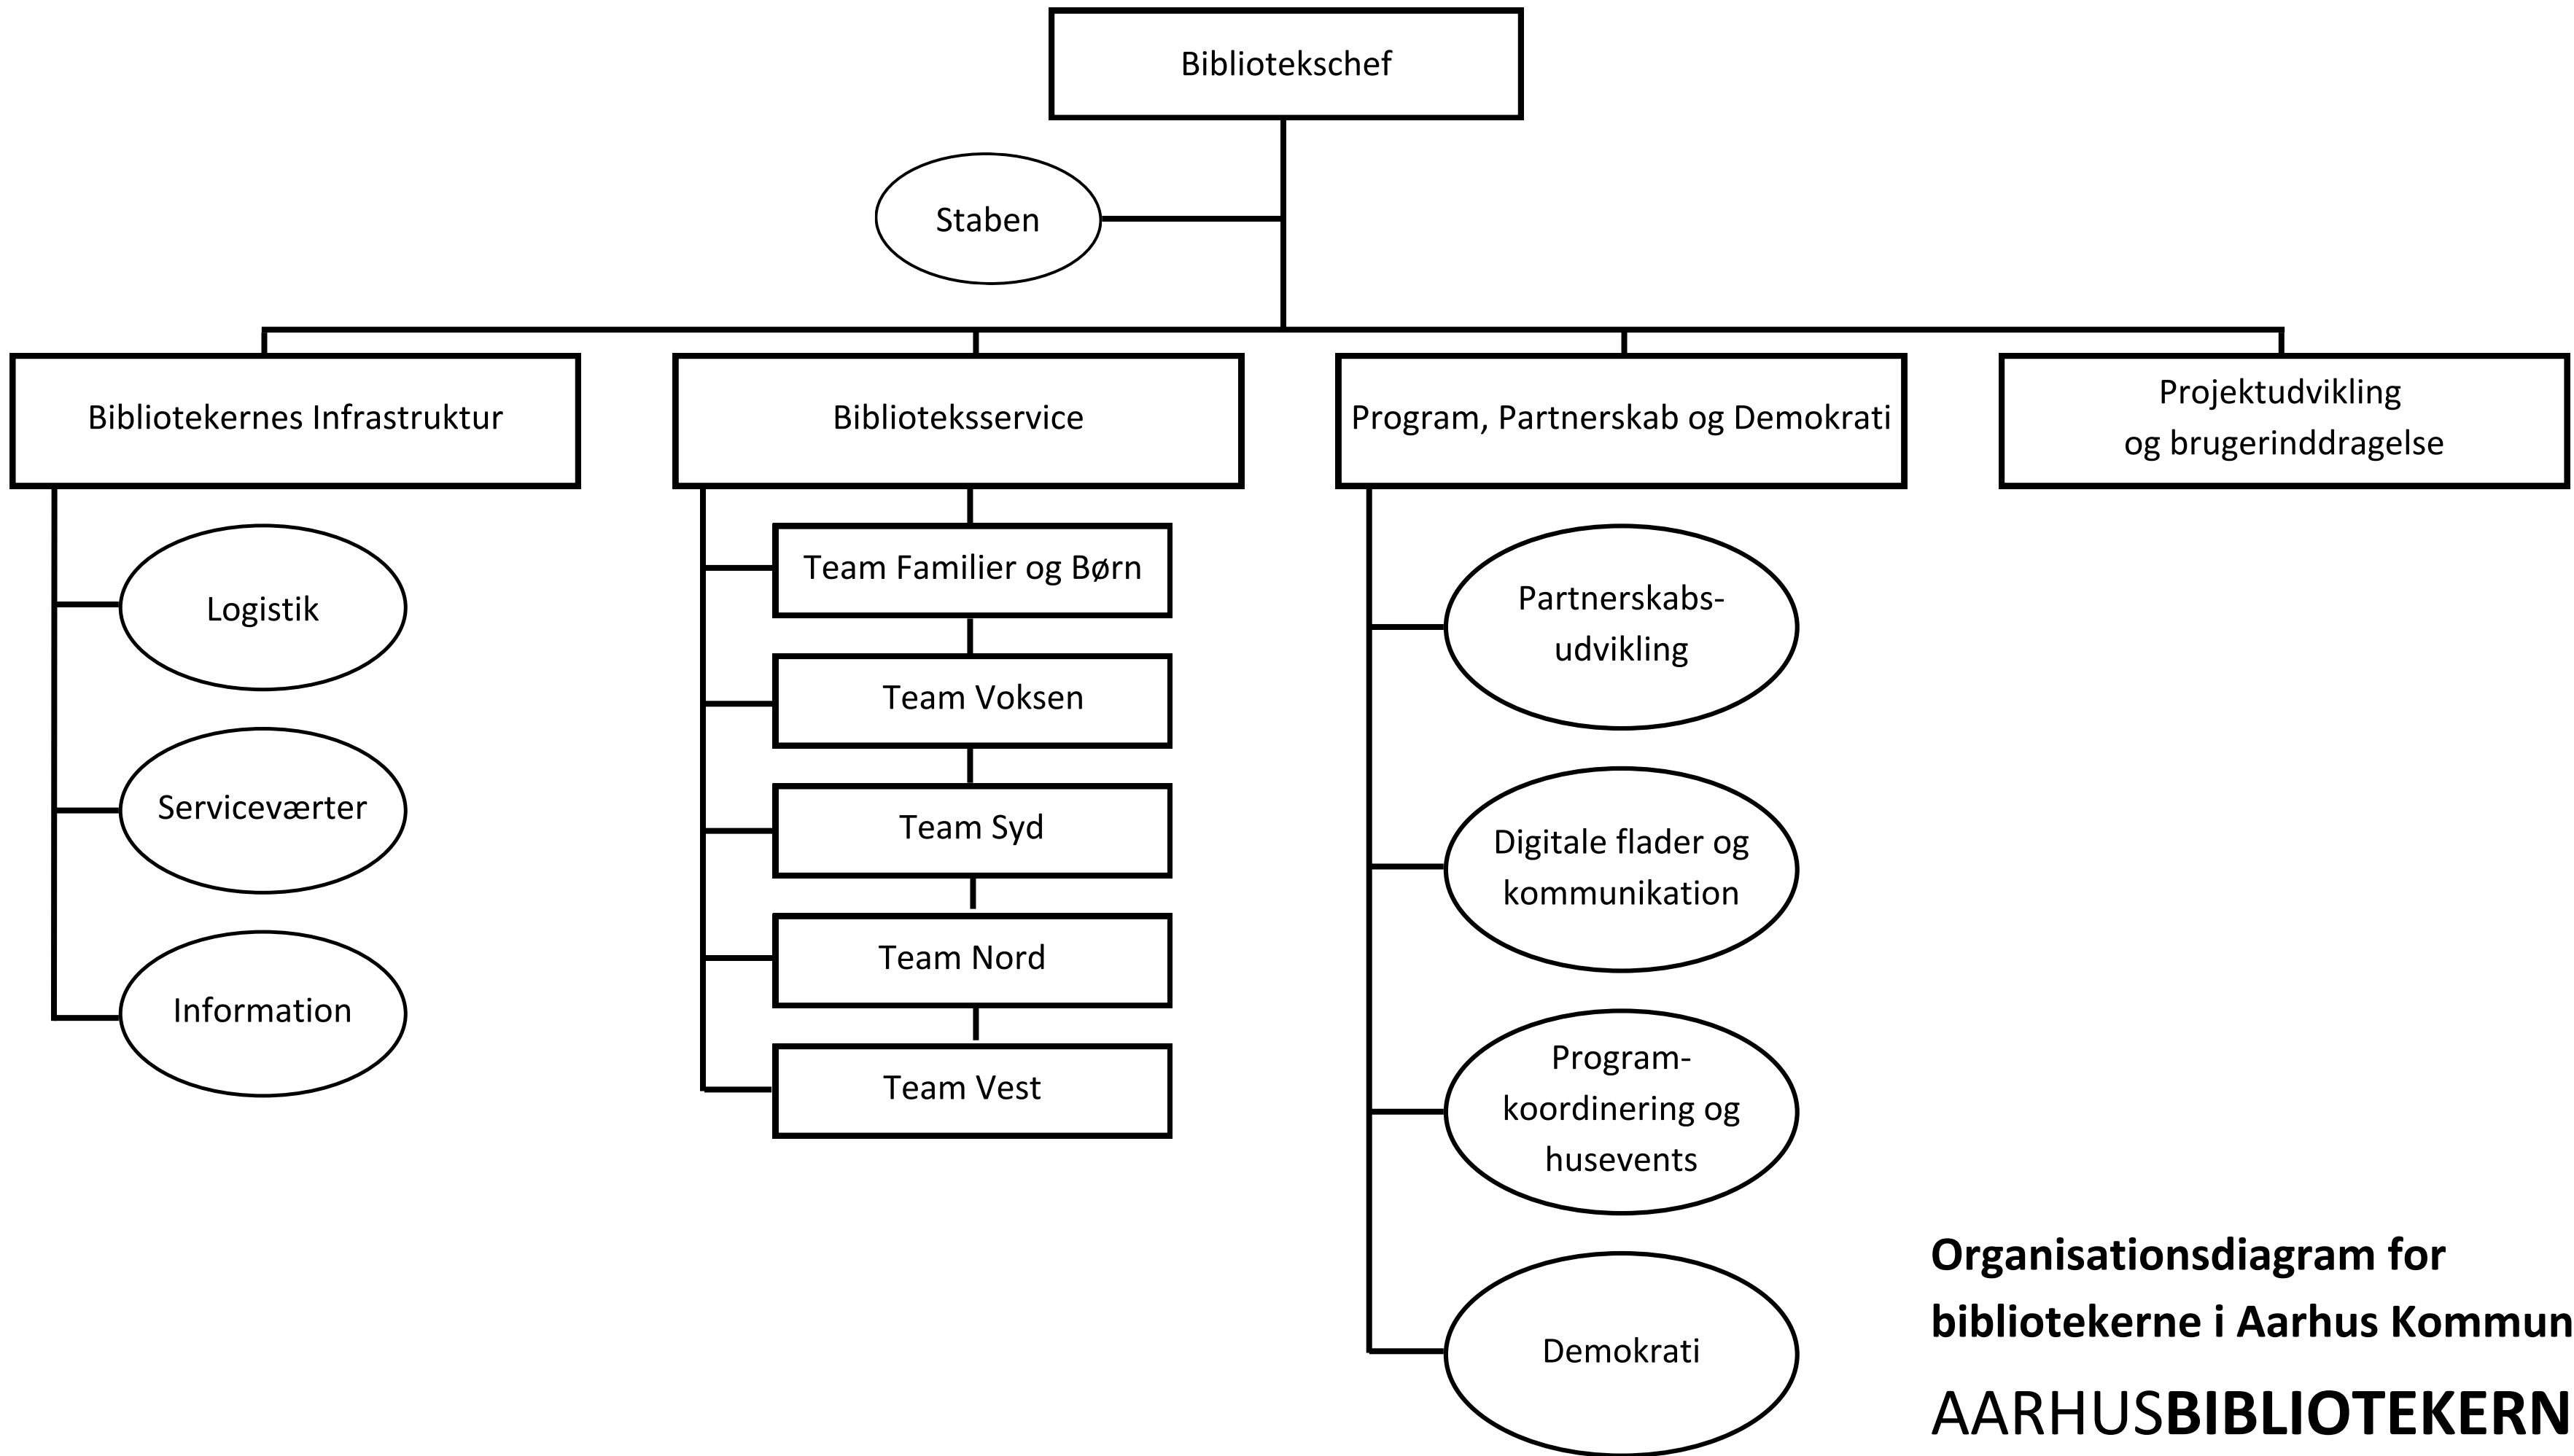 Bibliotekschef
Staben
Bibliotekernes Infrastruktur
Biblioteksservice
Program, Partnerskab og Demokrati
Projektudvikling
og brugerinddragelse
Logistik
Serviceværter
Information
Team Familier og Børn
Team Voksen
Team Syd
Team Nord
Team Vest
Partnerskabs-
udvikling
Digitale flader og
kommunikation
Program-
koordinering og
husevents
Demokrati
Organisationsdiagram for
bibliotekerne i Aarhus Kommun
AARHUSBIBLIOTEKERN